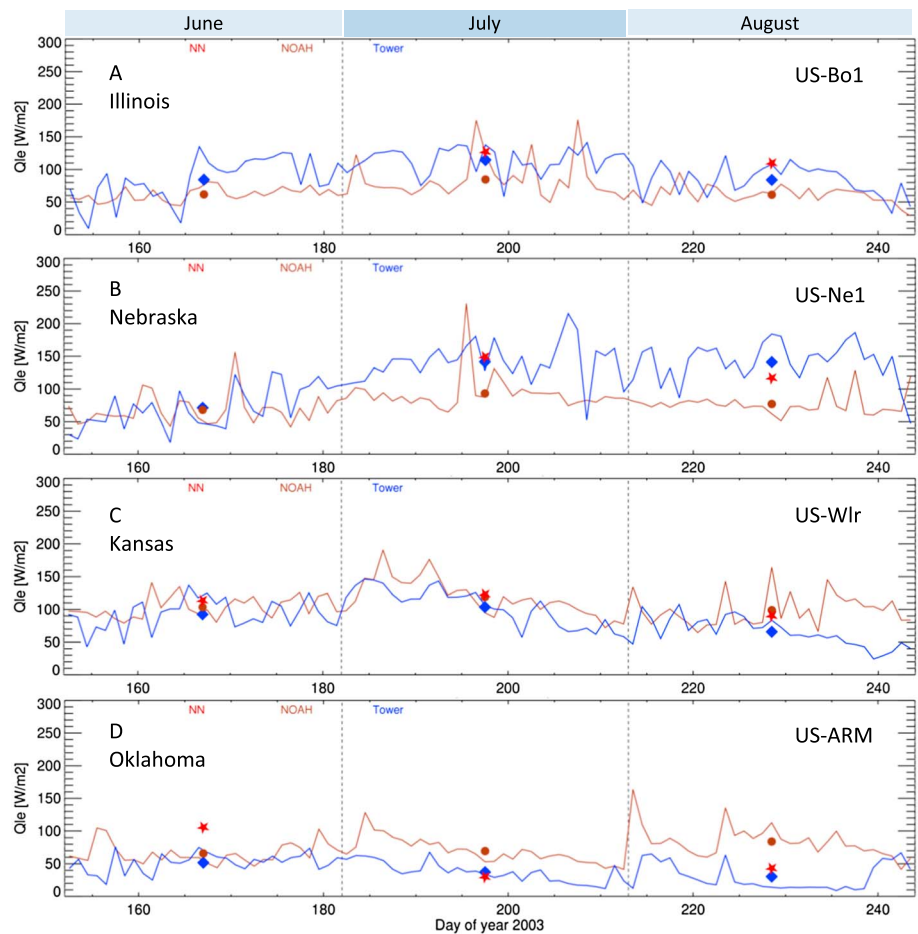 June July August
300 NN NOAH Tower
250 A US-Bo1
Illinois
200
Qle [W/m2]
150
100
50
0
160 180 200 220 240
300 NN NOAH Tower
250 B US-Ne1
Nebraska
200
Qle [W/m2]
150
100
50
0
160 180 200 220 240
300 NN NOAH Tower
250 C US-Wlr
Kansas
200
Qle [W/m2]
150
100
50
0
160 180 200 220 240
300 NN NOAH Tower
250 D US-ARM
Oklahoma
200
Qle [W/m2]
150
100
50
0
160 180 200 220 240
Day of year 2003